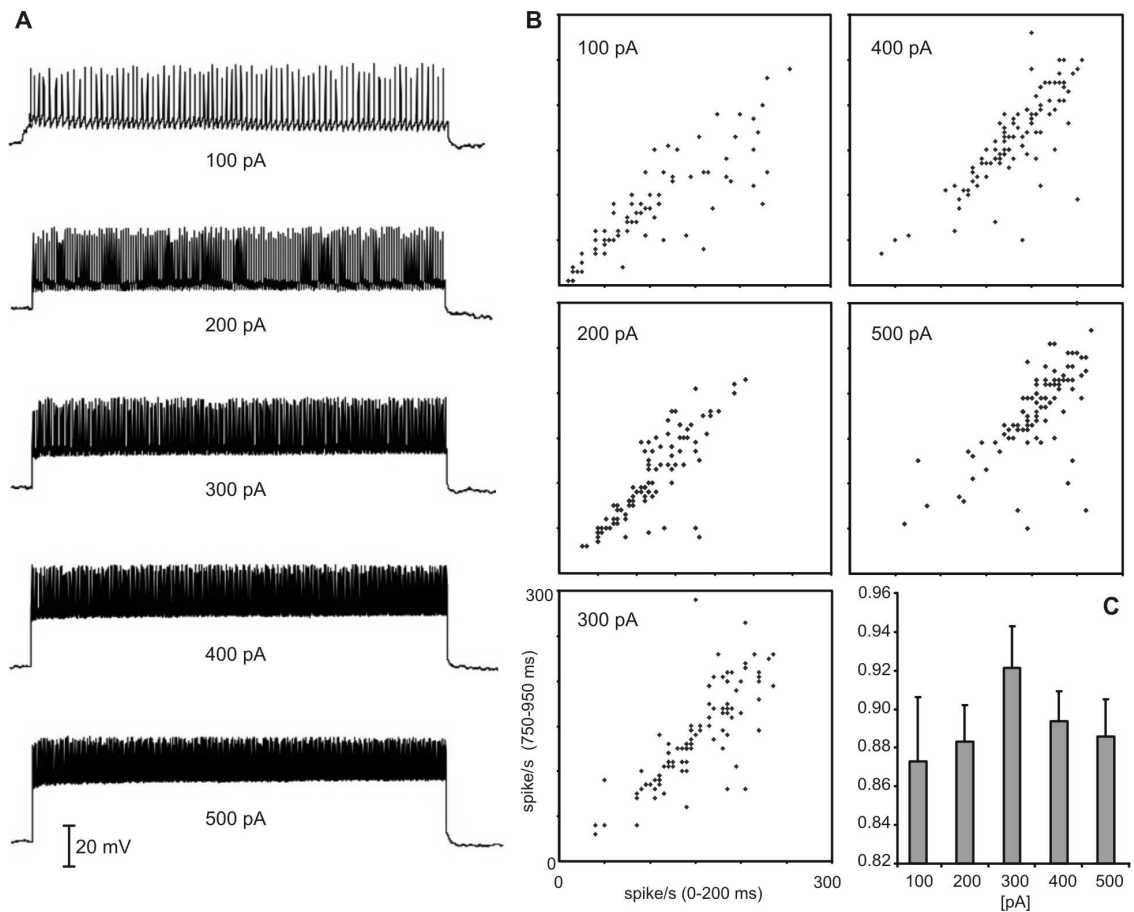 A
100 pA
200 pA
300 pA
400 pA
500 pA
20 mV
B
100 pA
400 pA
200 pA
500 pA
300
300 pA
spike/s (750-950 ms)
0
0
spike/s (0-200 ms)
300
C
0.96
0.94
0.92
0.90
0.88
0.86
0.84
0.82
100 200 300 400 500
[pA]